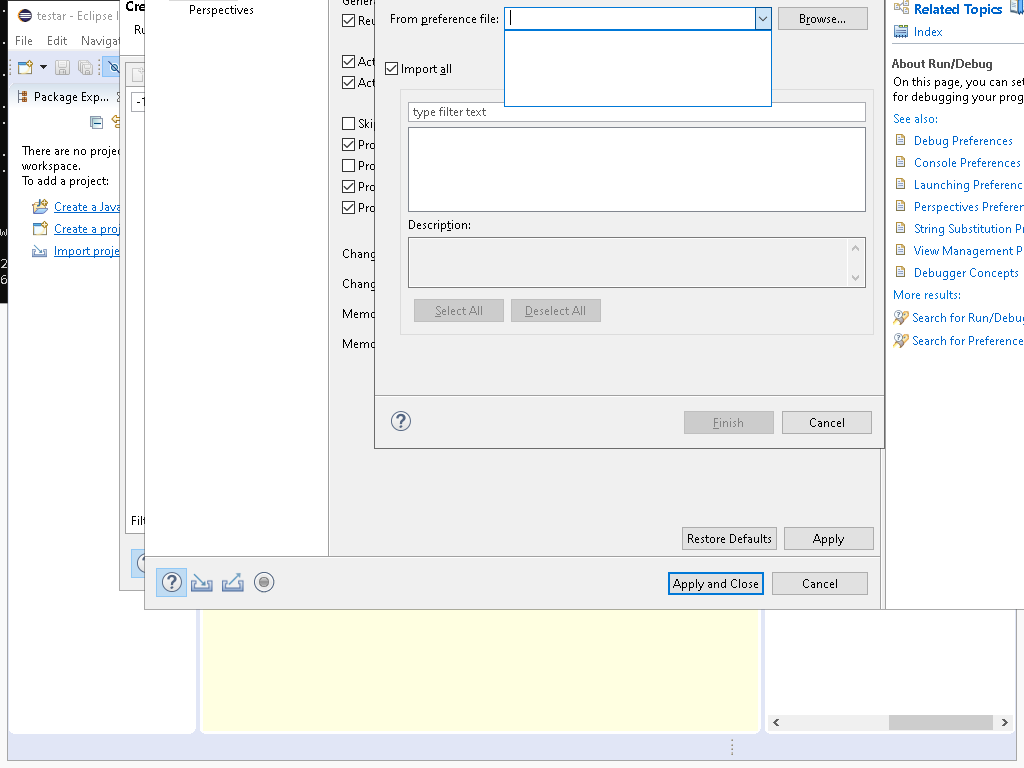 testar - Eclipse I
File Edit Navigat
Package Exp...
There are no proje
workspace.
To add a project:
Create a Java
Create a proj
Import proje
Cre
Ru
-1
Filt
Perspectives
General
Reu
Act
Act
Skip
Pro
Pro
Pro
Pro
Chang
Chang
Memo
Memo
From preference file:
Browse...
Import all
type filter text
Description:
Select All
Deselect All
Finish
Cancel
Restore Defaults
Apply
Apply and Close
Cancel
Related Topics
Index
About Run/Debug
On this page, you can set
for debugging your prog
See also:
Debug Preferences
Console Preferences
Launching Preferenc
Perspectives Preferen
String Substitution Pr
View Management P
Debugger Concepts
More results:
Search for Run/Debug
Search for Preference